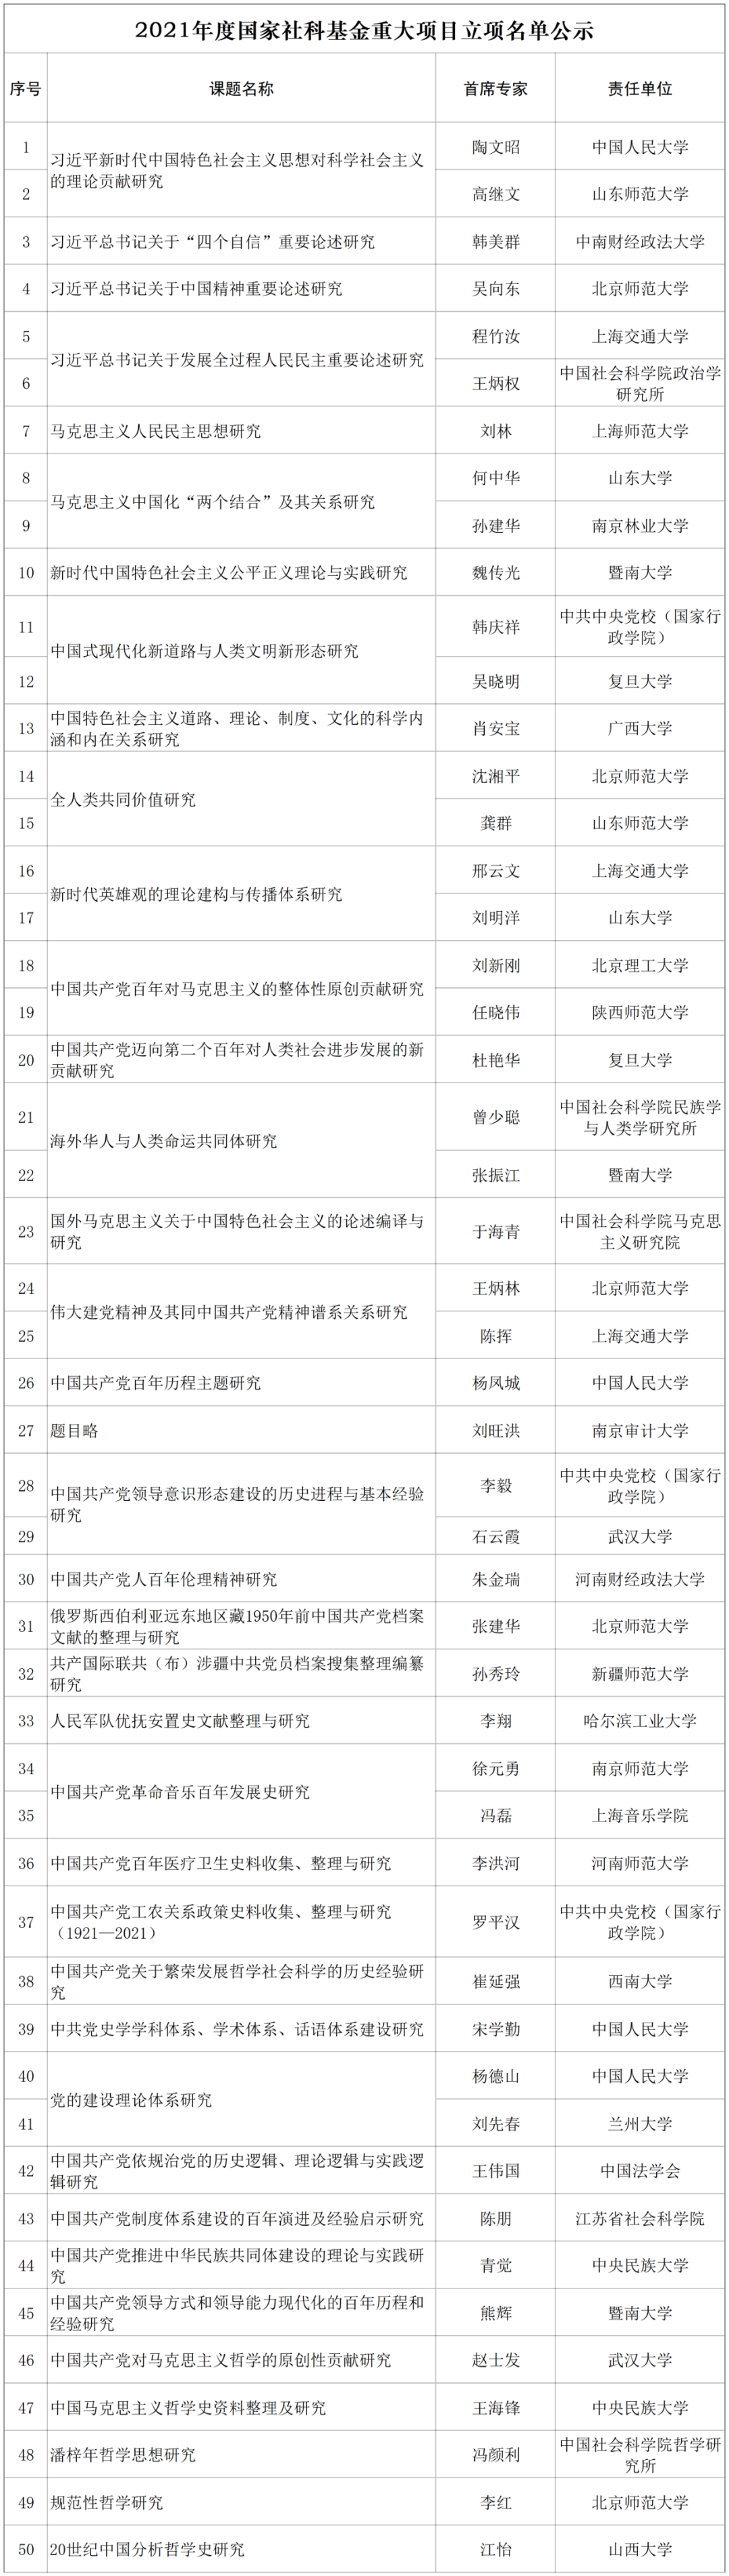 2021年度国家社科基金重大项目立项名单公示
序号 课题名称 首席专家 责任单位
1 习近平新时代中国特色社会主义思想对科学社会主义 陶文昭 中国人民大学
的理论贡献研究
2 高继文 山东师范大学
3 习近平总书记关于“四个自信”重要论述研究 韩美群 中南财经政法大学
4 习近平总书记关于中国精神重要论述研究 吴向东 北京师范大学
5 程竹汝 上海交通大学
习近平总书记关于发展全过程人民民主重要论述研究
6 王炳权 中国社会科学院政治学
研究所
7 马克思主义人民民主思想研究 刘林 上海师范大学
8 何中华 山东大学
马克思主义中国化“两个结合”及其关系研究
9 孙建华 南京林业大学
10 新时代中国特色社会主义公平正义理论与实践研究 魏传光 暨南大学
11 韩庆祥 中共中央党校（国家行
政学院）
中国式现代化新道路与人类文明新形态研究
12 吴晓明 复旦大学
13 中国特色社会主义道路、理论、制度、文化的科学内 肖安宝 广西大学
涵和内在关系研究
14 沈湘平 北京师范大学
全人类共同价值研究
15 龚群 山东师范大学
16 邢云文 上海交通大学
新时代英雄观的理论建构与传播体系研究
17 刘明洋 山东大学
18 刘新刚 北京理工大学
中国共产党百年对马克思主义的整体性原创贡献研究
19 任晓伟 陕西师范大学
20 中国共产党迈向第二个百年对人类社会进步发展的新 杜艳华 复旦大学
贡献研究
21 曾少聪 中国社会科学院民族学
与人类学研究所
海外华人与人类命运共同体研究
22 张振江 暨南大学
23 国外马克思主义关于中国特色社会主义的论述编译与 于海青 中国社会科学院马克思
研究 主义研究院
24 王炳林 北京师范大学
伟大建党精神及其同中国共产党精神谱系关系研究
25 陈挥 上海交通大学
26 中国共产党百年历程主题研究 杨凤城 中国人民大学
27 题目略 刘旺洪 南京审计大学
28 李毅 中共中央党校（国家行
政学院）
中国共产党领导意识形态建设的历史进程与基本经验
研究
29 石云霞 武汉大学
30 中国共产党人百年伦理精神研究 朱金瑞 河南财经政法大学
31 俄罗斯西伯利亚远东地区藏1950年前中国共产党档案 张建华 北京师范大学
文献的整理与研究
32 共产国际联共（布）涉疆中共党员档案搜集整理编纂 孙秀玲 新疆师范大学
研究
33 人民军队优抚安置史文献整理与研究 李翔 哈尔滨工业大学
34 徐元勇 南京师范大学
中国共产党革命音乐百年发展史研究
35 冯磊 上海音乐学院
36 中国共产党百年医疗卫生史料收集、整理与研究 李洪河 河南师范大学
37 中国共产党工农关系政策史料收集、整理与研究 罗平汉 中共中央党校（国家行
（1921—2021） 政学院）
38 中国共产党关于繁荣发展哲学社会科学的历史经验研 崔延强 西南大学
究
39 中共党史学学科体系、学术体系、话语体系建设研究 宋学勤 中国人民大学
40 杨德山 中国人民大学
党的建设理论体系研究
41 刘先春 兰州大学
42 中国共产党依规治党的历史逻辑、理论逻辑与实践逻 王伟国 中国法学会
辑研究
43 中国共产党制度体系建设的百年演进及经验启示研究 陈朋 江苏省社会科学院
44 中国共产党推进中华民族共同体建设的理论与实践研 青觉 中央民族大学
究
45 中国共产党领导方式和领导能力现代化的百年历程和 熊辉 暨南大学
经验研究
46 中国共产党对马克思主义哲学的原创性贡献研究 赵士发 武汉大学
47 中国马克思主义哲学史资料整理及研究 王海锋 中央民族大学
48 潘梓年哲学思想研究 冯颜利 中国社会科学院哲学研
究所
49 规范性哲学研究 李红 北京师范大学
50 20世纪中国分析哲学史研究 江怡 山西大学